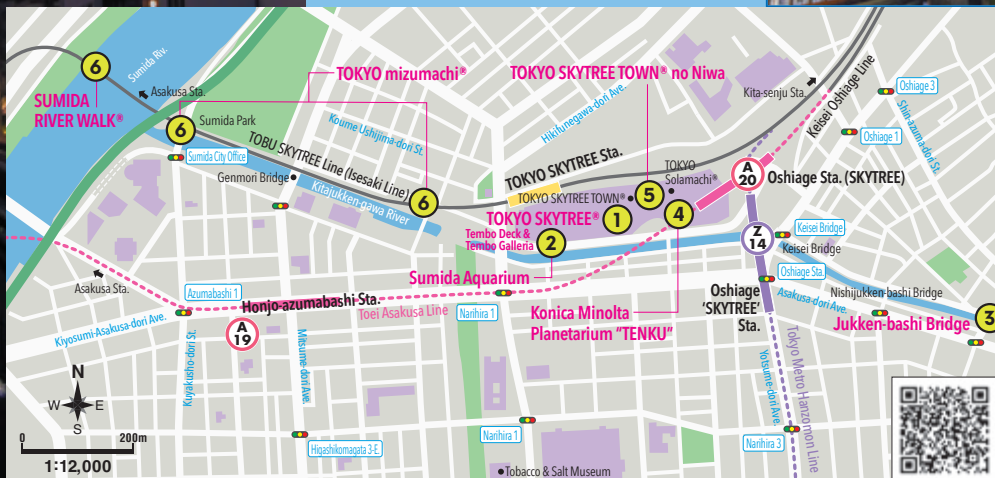 6
Sumida Riv.
Asakusa Sta.
SUMIDA
RIVER WALK®
TOKYO mizumachi®
TOKYO SKYTREE TOWN® no Niwa
Kita-senju Sta.
Keisei Oshiage Line
Oshiage 3
Shin-azuma-dori St.
Oshiage 1
Hikifunegawa-dori Ave.
Koume Ushijima-dori St.
6
Sumida Park
Sumida City Office
TOBU SKYTREE Line (Isesaki Line)
Genmori Bridge
Kitajukken-gawa River
6
TOKYO SKYTREE Sta.
TOKYO
Solamachi®
TOKYO SKYTREE TOWN®
5
A
20
Oshiage Sta. (SKYTREE)
TOKYO SKYTREE®
Tembo Deck &
Tembo Galleria
1
4
2
Z
14
Keisei Bridge
Keisei Bridge
Sumida Aquarium
Oshiage Sta.
Asakusa-dori Ave.
Nishijukken-bashi Bridge
Asakusa Sta.
Azumabashi 1
Honjo-azumabashi Sta.
Toei Asakusa Line
Narihira 1
Konica Minolta
Planetarium "TENKU"
Oshiage
'SKYTREE'
Sta.
Jukken-bashi Bridge
3
Kiyosumi-Asakusa-dori Ave.
A
19
Kuyakusho-dori St.
Mitsume-dori Ave.
Yotsume-dori Ave.
Tokyo Metro Hanzomon Line
N
W
E
S
0
200m
1:12,000
Higashikomagata 3-E.
Narihira 1
Narihira 3
Tobacco & Salt Museum